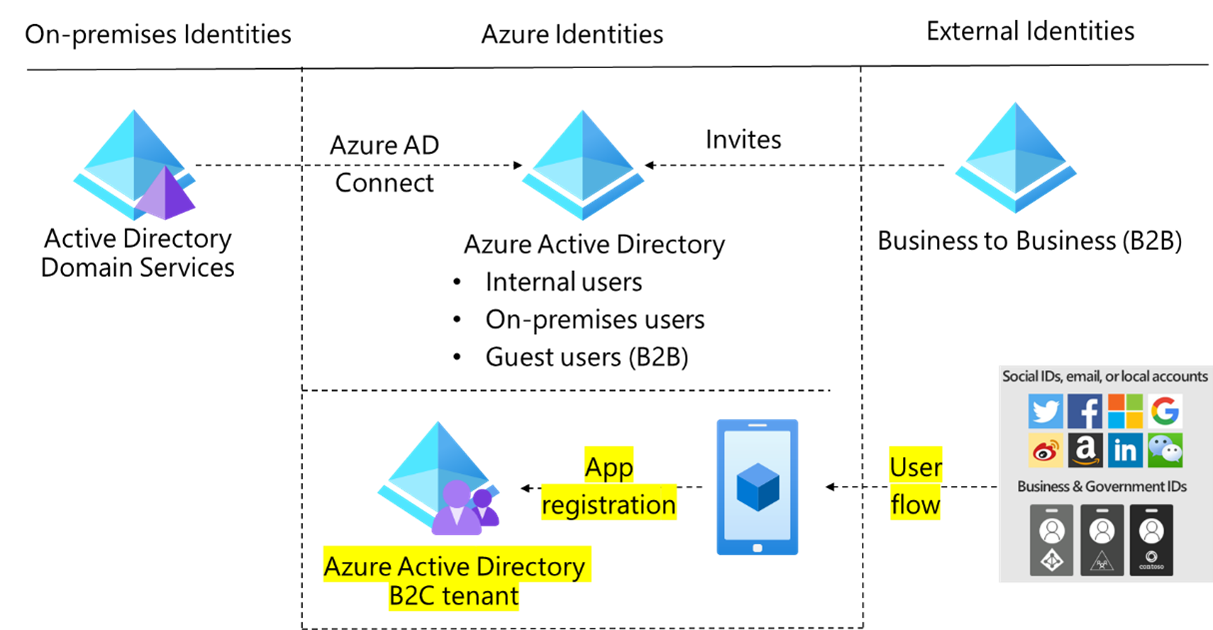 On-premises Identities
Azure Identities
External Identities
Azure AD
Connect
Invites
Active Directory
Domain Services
Azure Active Directory
• Internal users
• On-premises users
• Guest users (B2B)
Business to Business (B2B)
Social IDs, email, or local accounts
a
in
Business & Government IDs
contoso
App
registration
User
flow
Azure Active Directory
B2C tenant